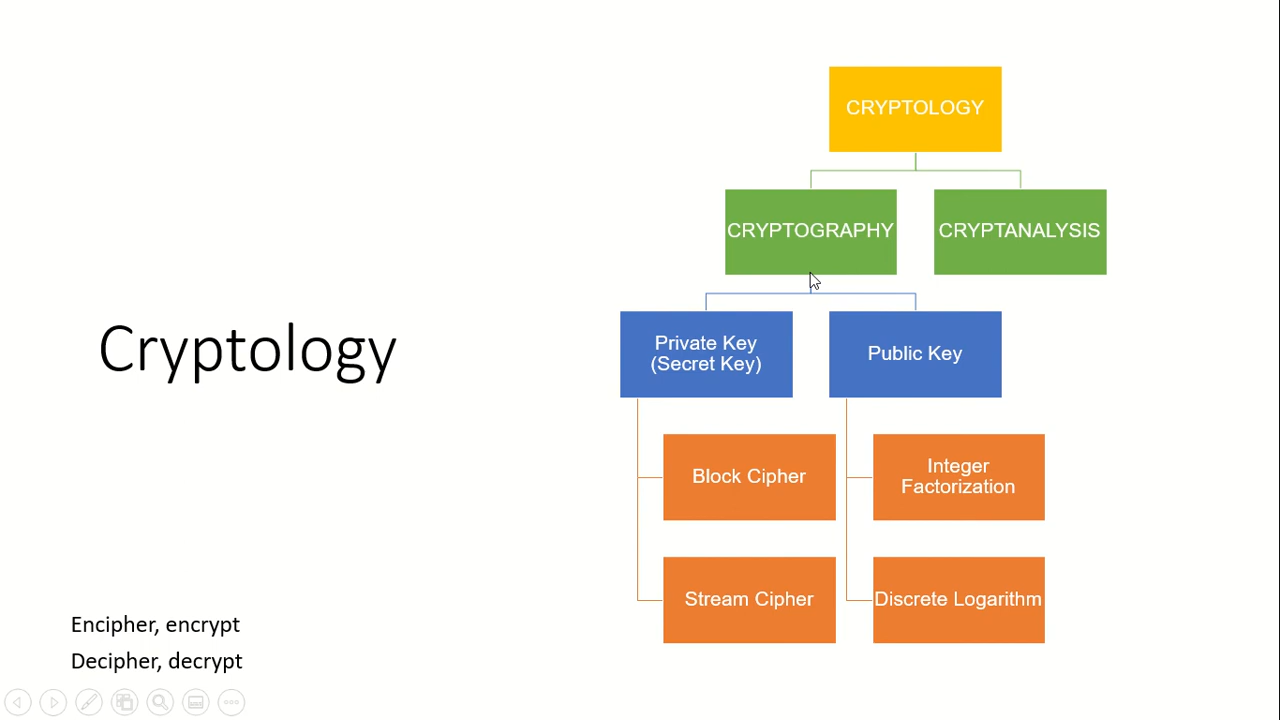 CRYPTOLOGY
CRYPTOGRAPHY
CRYPTANALYSIS
Private Key
(Secret Key)
Public Key
Cryptology
Block Cipher
Integer
Factorization
Stream Cipher
Discrete Logarithm
Encipher, encrypt
Decipher, decrypt